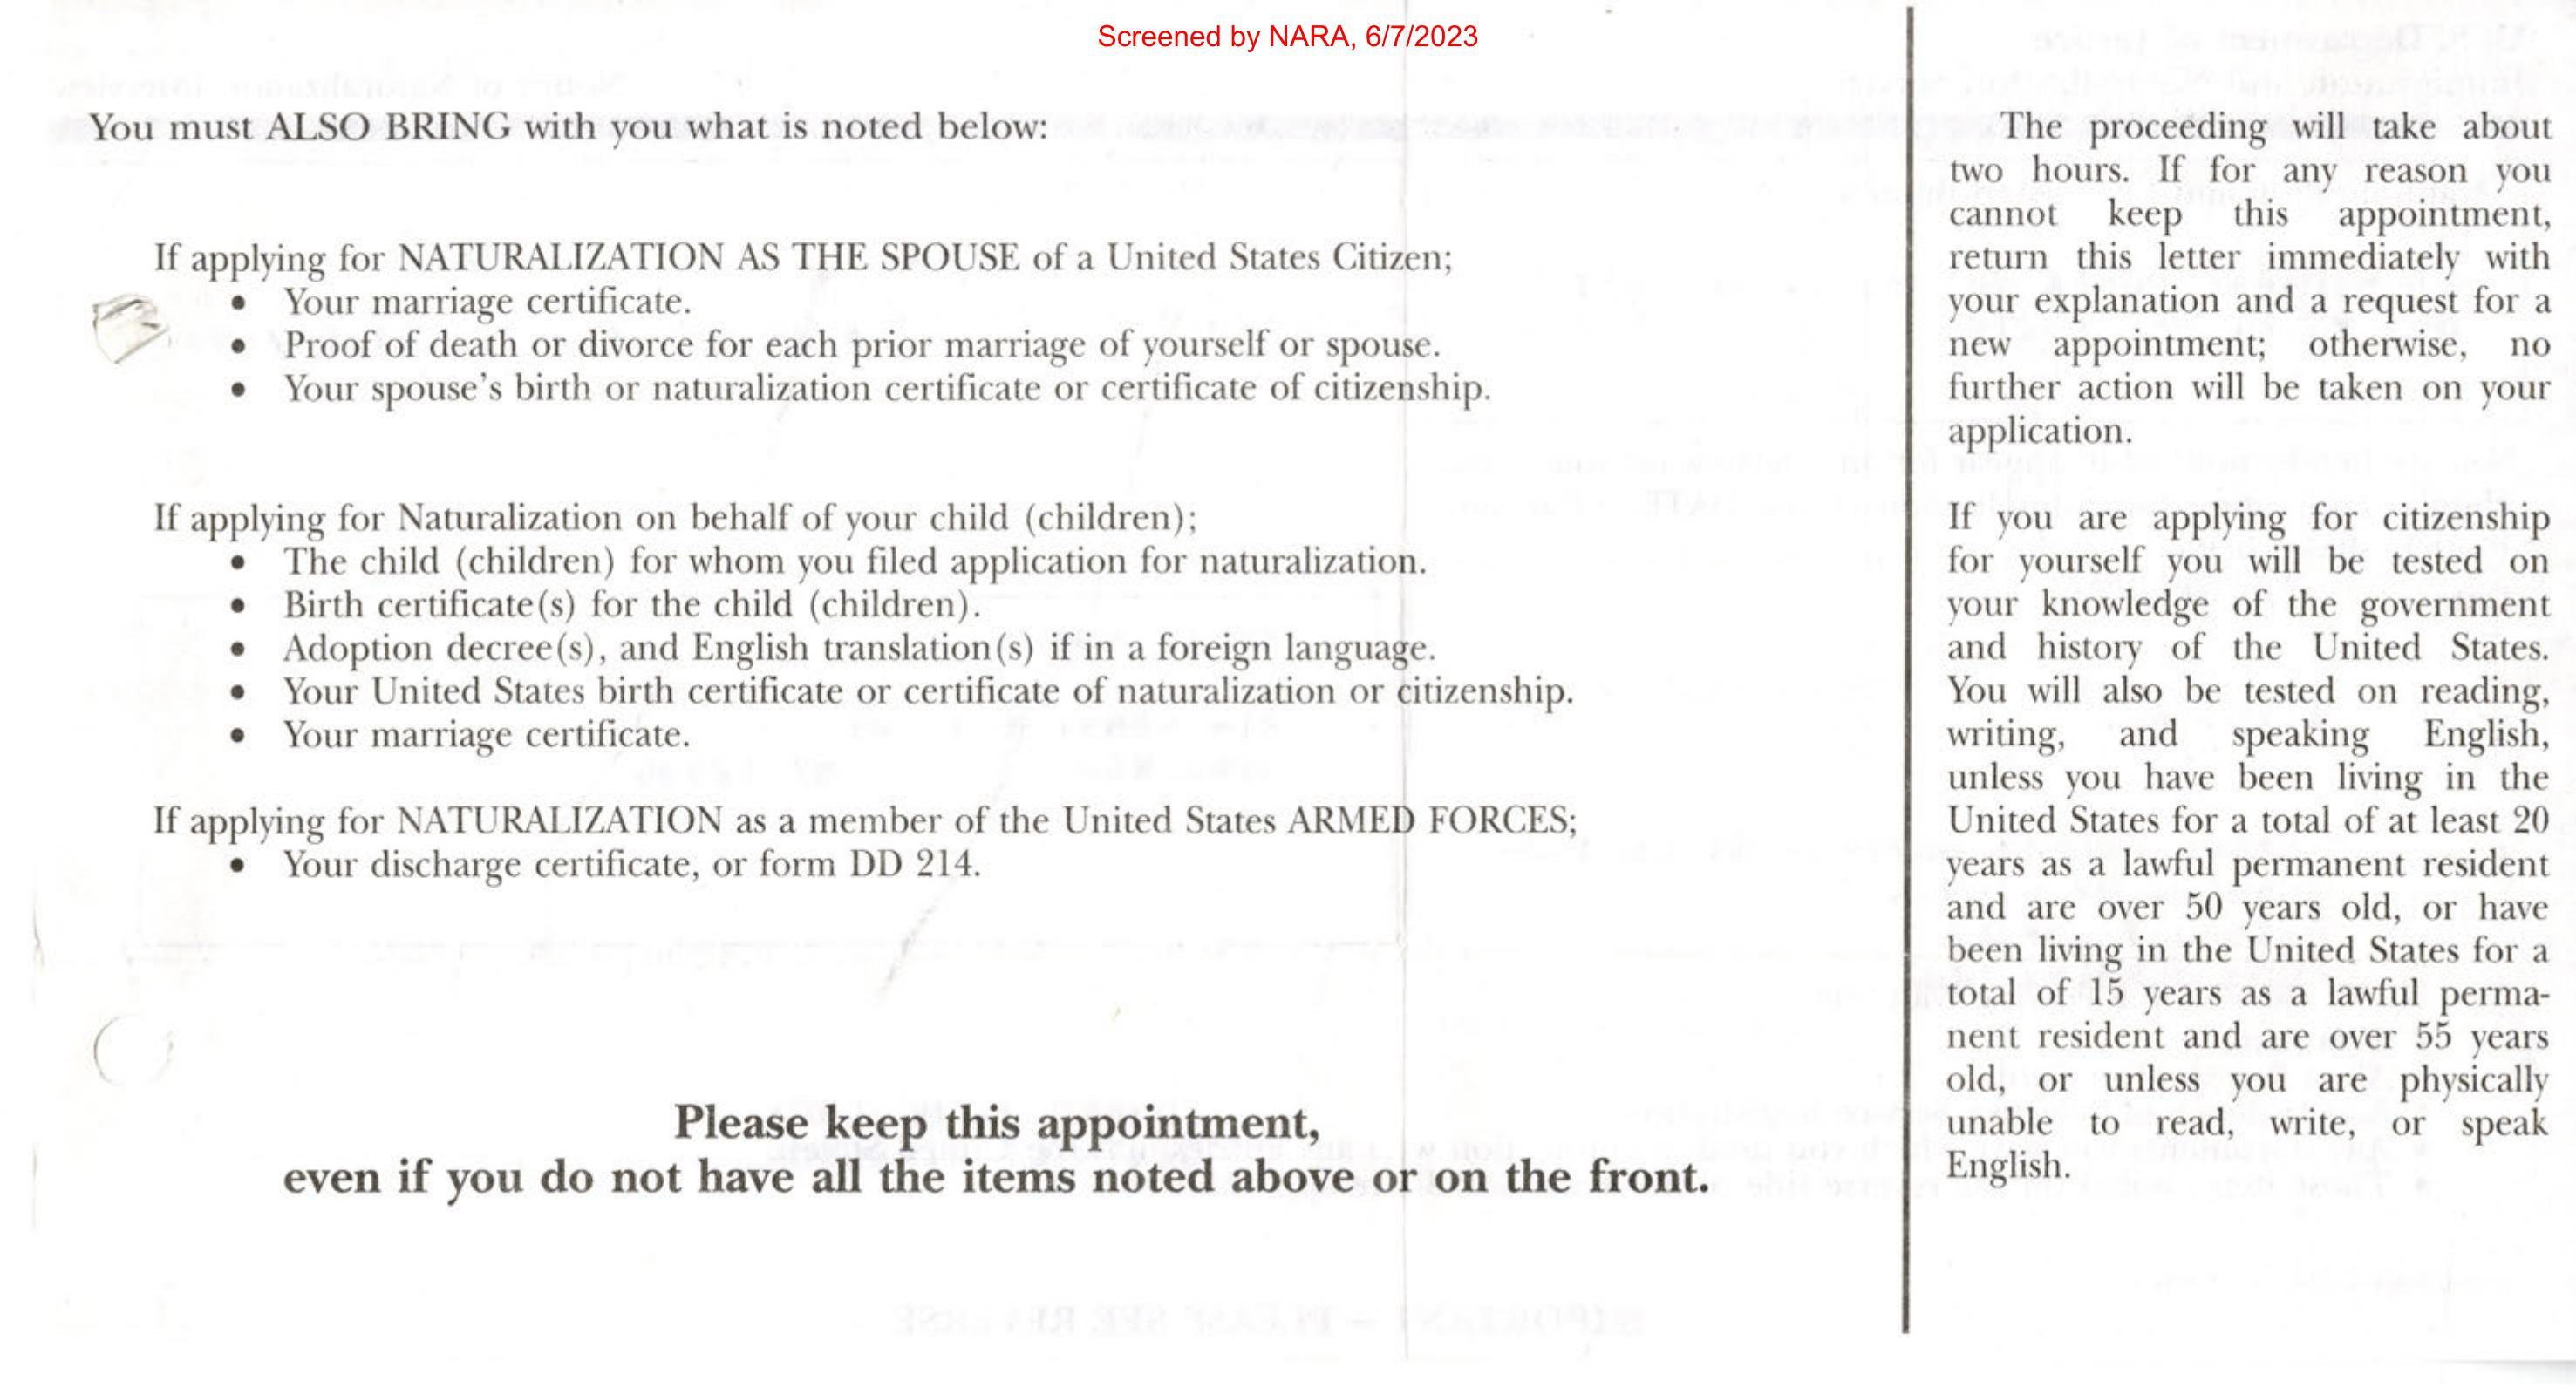 Screened by NARA, 6/7/2023
You must ALSO BRING with you what is noted below:
If applying for NATURALIZATION AS THE SPOUSE of a United States Citizen;
• Your marriage certificate.
• Proof of death or divorce for each prior marriage of yourself or spouse.
• Your spouse's birth or naturalization certificate or certificate of citizenship.
If applying for Naturalization on behalf of your child (children);
• The child (children) for whom you filed application for naturalization.
• Birth certificate(s) for the child (children).
• Adoption decree(s), and English translation(s) if in a foreign language.
• Your United States birth certificate or certificate of naturalization or citizenship.
• Your marriage certificate.
If applying for NATURALIZATION as a member of the United States ARMED FORCES;
• Your discharge certificate, or form DD 214.
Please keep this appointment,
even if you do not have all the items noted above or on the front.
The proceeding will take about
two hours. If for any reason you
cannot keep this appointment,
return this letter immediately with
your explanation and a request for a
new appointment; otherwise, no
further action will be taken on your
application.
If you are applying for citizenship
for yourself you will be tested on
your knowledge of the government
and history of the United States.
You will also be tested on reading,
writing, and speaking English,
unless you have been living in the
United States for a total of at least 20
years as a lawful permanent resident
and are over 50 years old, or have
been living in the United States for a
total of 15 years as a lawful perma-
nent resident and are over 55 years
old, or unless you are physically
unable to read, write, or speak
English.